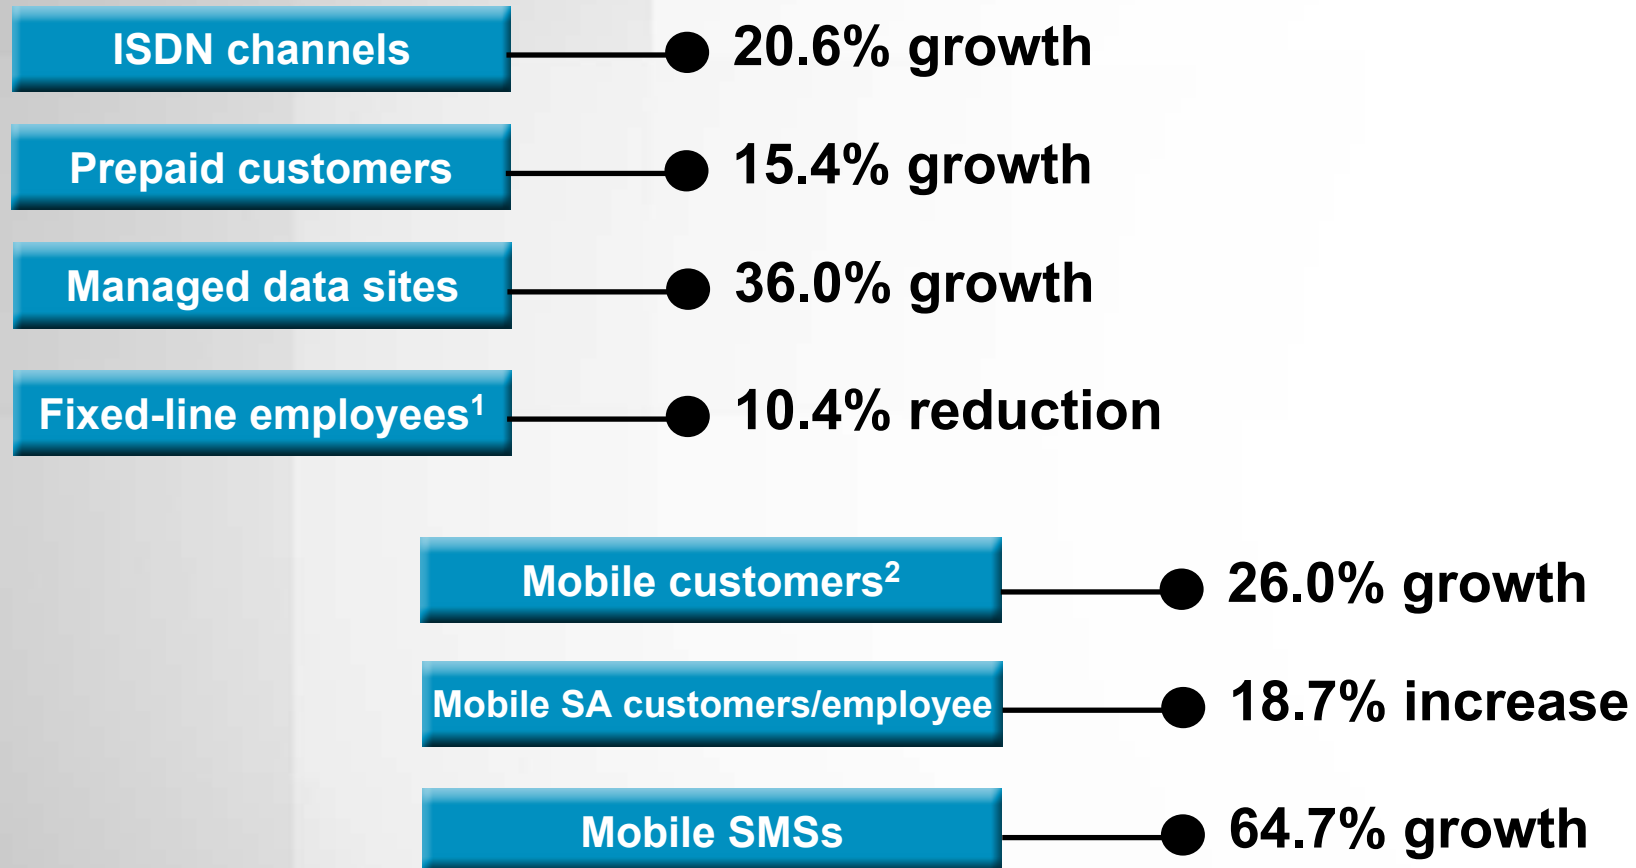 ISDN channels 20.6% growth
Prepaid customers 15.4% growth
Managed data sites 36.0% growth
Fixed-line employees¹ 10.4% reduction
Mobile customers² 26.0% growth
Mobile SA customers/employee 18.7% increase
Mobile SMSs 64.7% growth